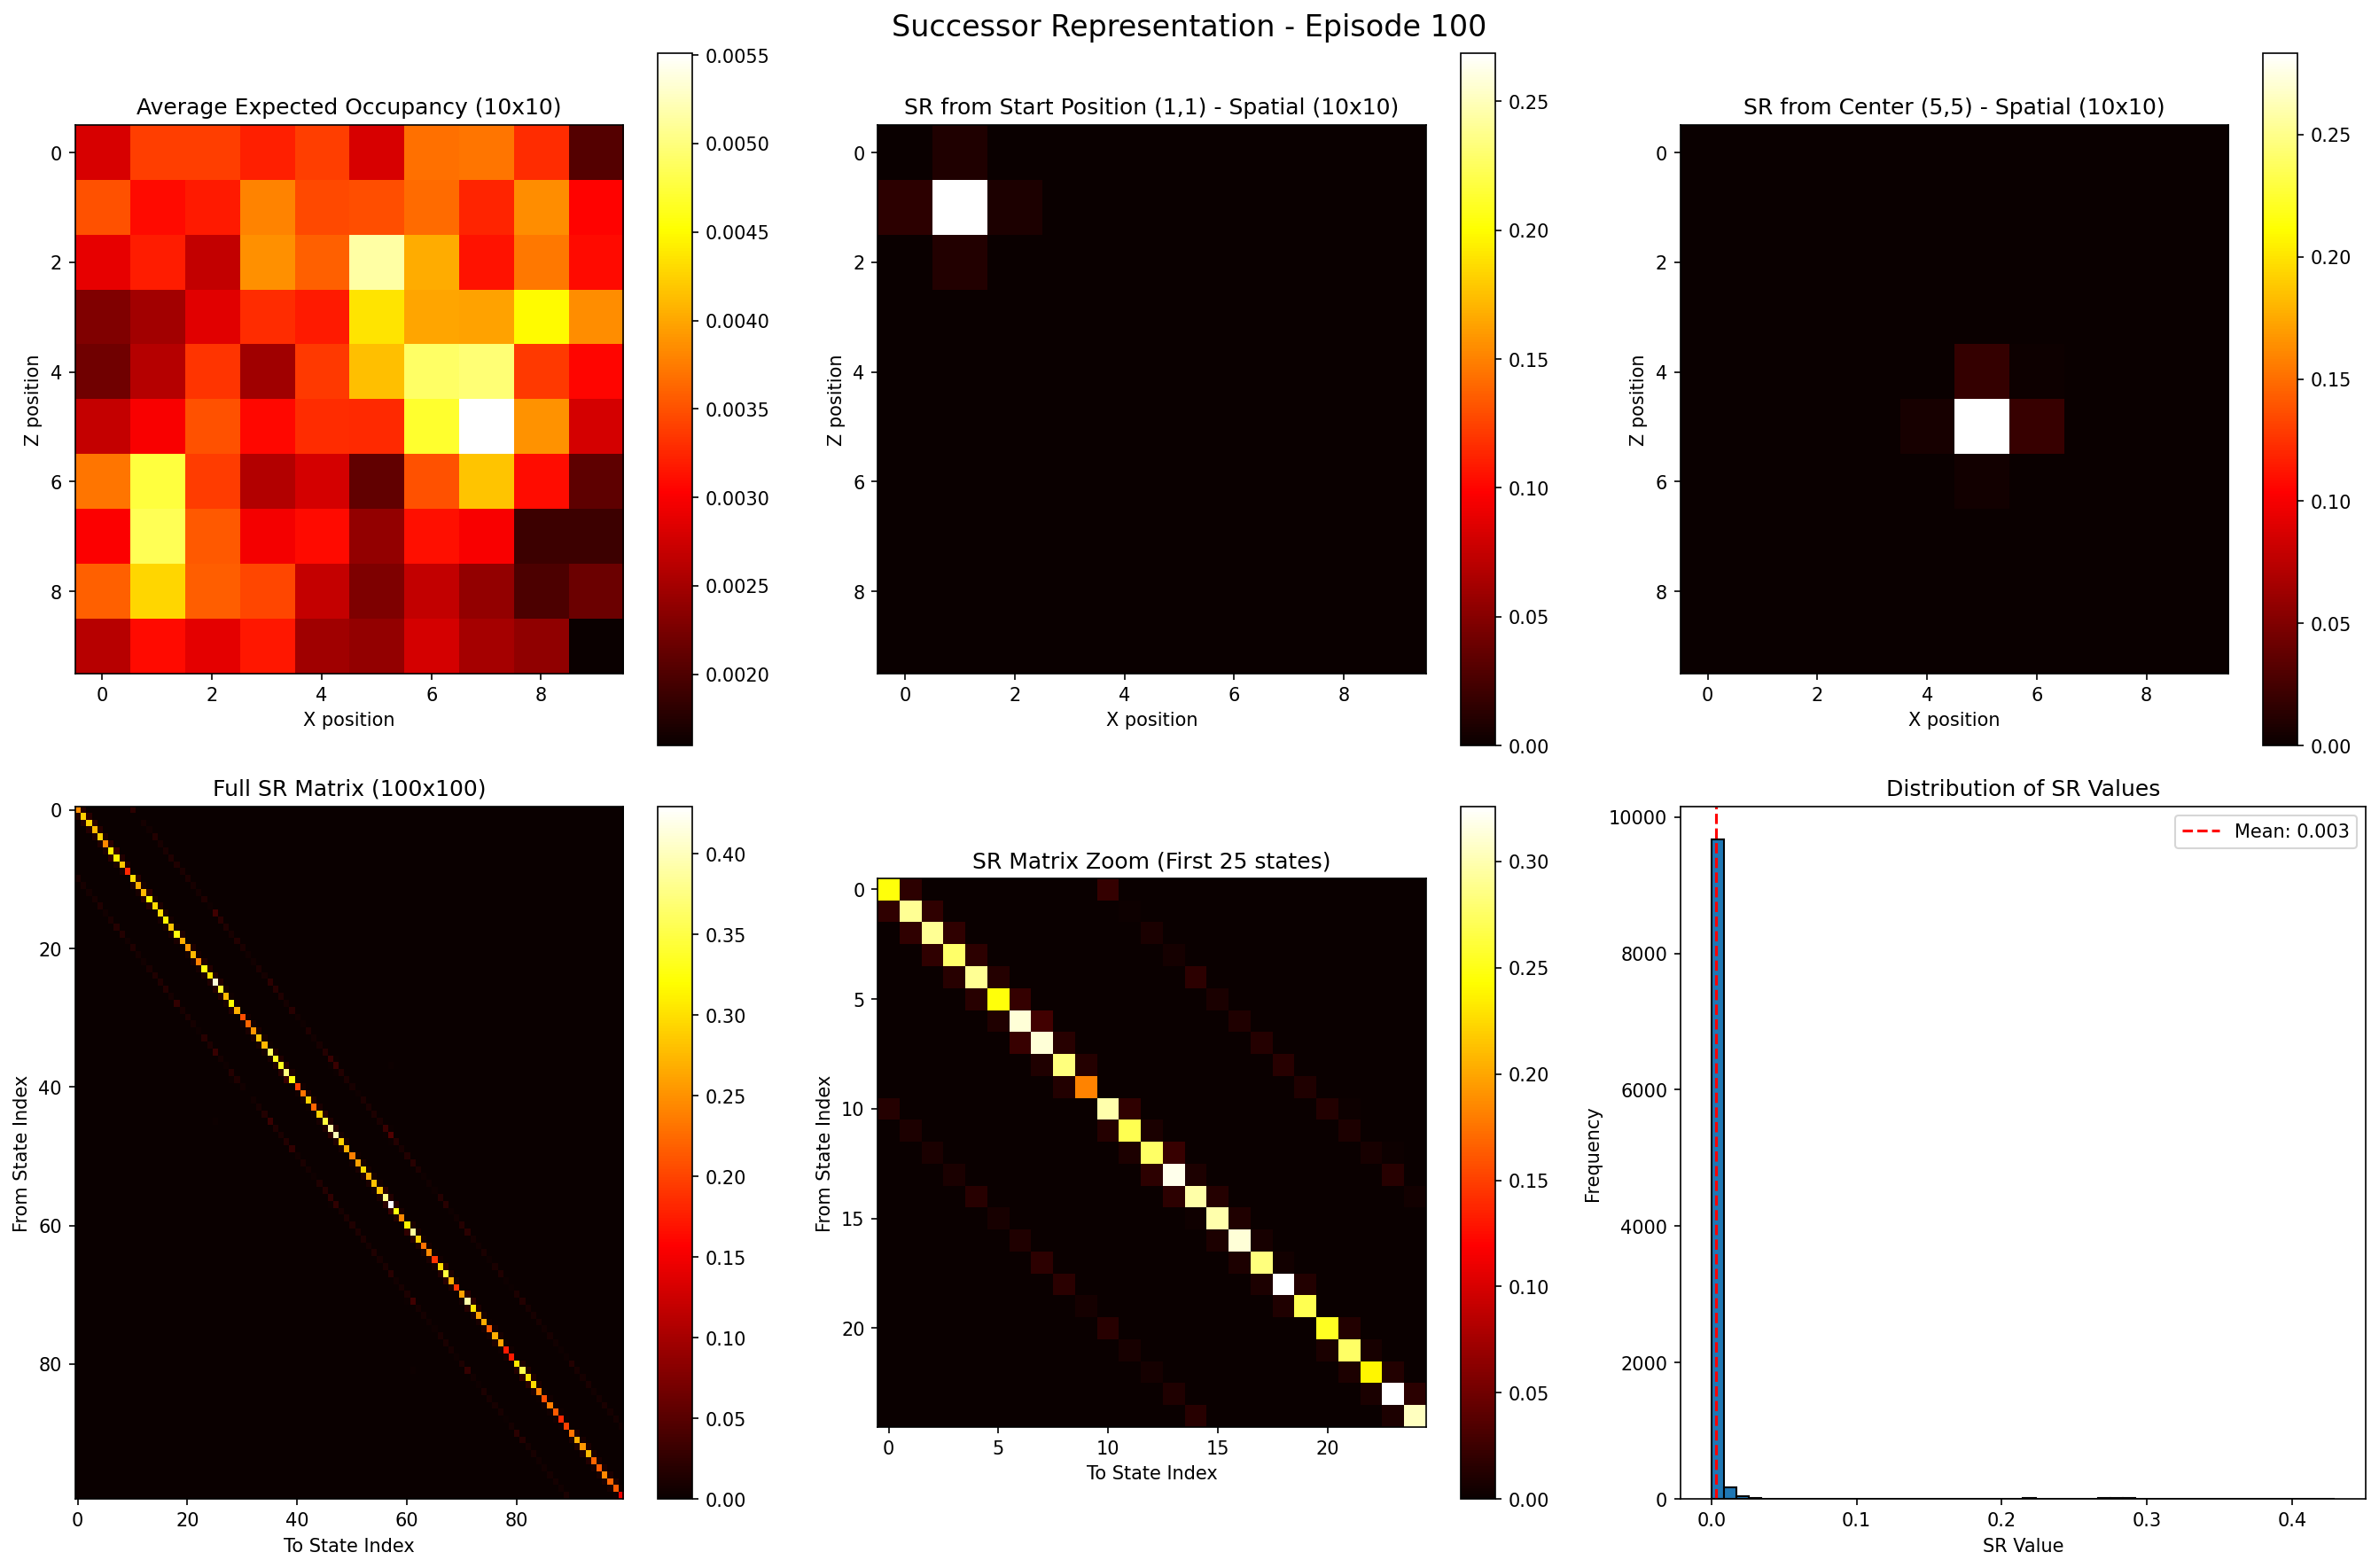 Successor Representation - Episode 100
Average Expected Occupancy (10x10)
0
2
4
6
8
Z position
0 2 4 6 8
X position
0.0055
0.0050
0.0045
0.0040
0.0035
0.0030
0.0025
0.0020
SR from Start Position (1,1) - Spatial (10x10)
0
2
4
6
8
Z position
0 2 4 6 8
X position
0.25
0.20
0.15
0.10
0.05
0.00
SR from Center (5,5) - Spatial (10x10)
0
2
4
6
8
Z position
0 2 4 6 8
X position
0.25
0.20
0.15
0.10
0.05
0.00
Full SR Matrix (100x100)
0
20
40
60
80
From State Index
0 20 40 60 80
To State Index
0.40
0.35
0.30
0.25
0.20
0.15
0.10
0.05
0.00
SR Matrix Zoom (First 25 states)
0
5
10
15
20
From State Index
0 5 10 15 20
To State Index
0.30
0.25
0.20
0.15
0.10
0.05
0.00
Distribution of SR Values
Mean: 0.003
10000
8000
6000
4000
2000
0
Frequency
0.0 0.1 0.2 0.3 0.4
SR Value